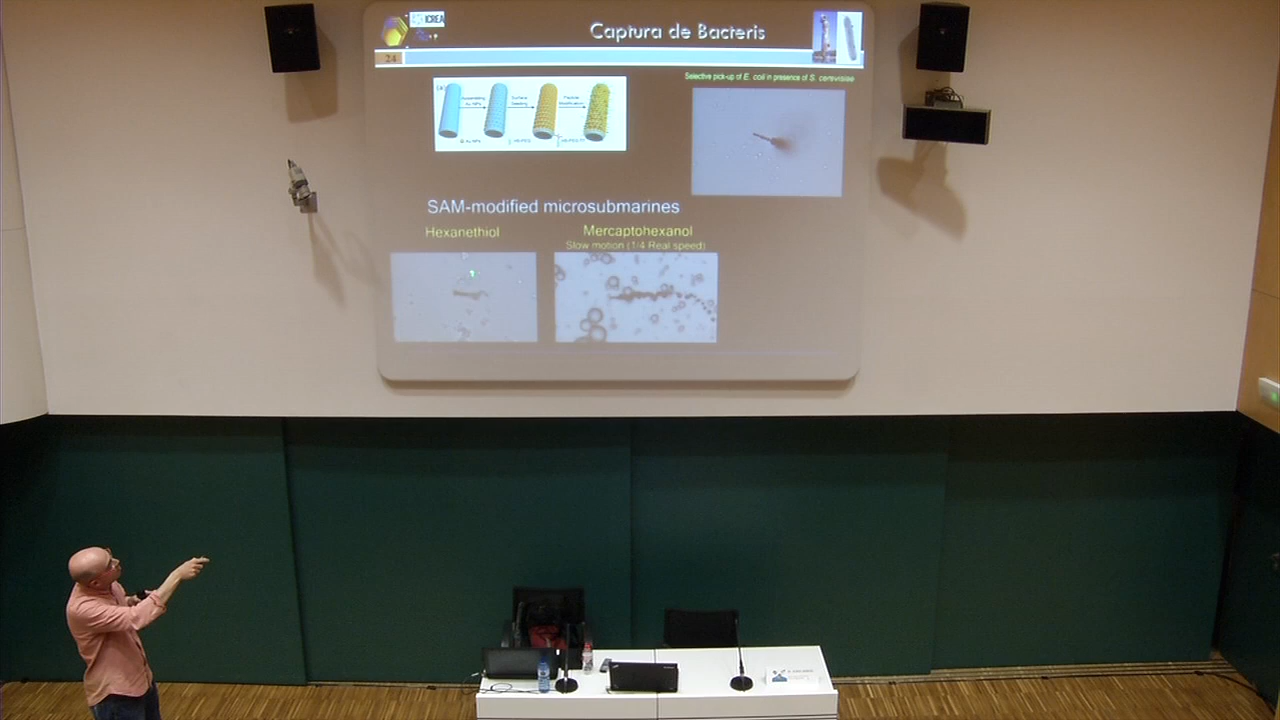 ICREA
Captura de Bacteris
24
Selective pick-up of E. coli in presence of S. cerevisiae
SAM-modified microsubmarines
Hexanethiol
Mercaptohexanol
Slow motion (1/4 Real speed)